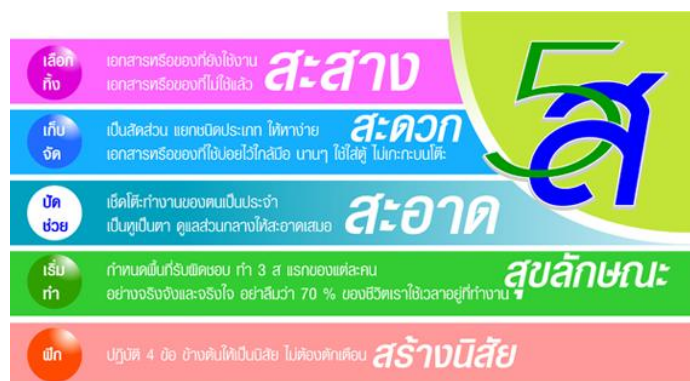 5ส
เลือก เอกสารหรือของที่ยังใช้งาน สะสาง
ทิ้ง เอกสารหรือของที่ไม่ใช้แล้ว
เก็บ เป็นสัดส่วน แยกชนิดประเภท ให้หาง่าย สะดวก
จัด เอกสารหรือของที่ใช้บ่อยไว้ใกล้มือ นานๆ ใช้ใส่ตู้ ไม่เกะกะบนโต๊ะ
ปัด เช็ดโต๊ะทำงานของตนเป็นประจำ สะอาด
ช่วย เป็นหูเป็นตา ดูแลส่วนกลางให้สะอาดเสมอ
เริ่ม กำหนดพื้นที่รับผิดชอบ ทำ 3 ส แรกของแต่ละคน สุขลักษณะ
ทำ อย่างจริงจังและจริงใจ อย่าลืมว่า 70 % ของชีวิตเราใช้เวลาอยู่ที่ทำงาน
ฝึก ปฏิบัติ 4 ข้อ ข้างต้นให้เป็นนิสัย ไม่ต้องตักเตือน สร้างนิสัย